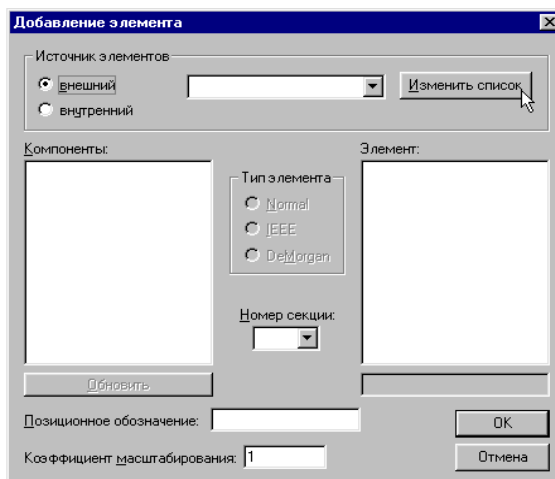 Добавление элемента
Источник элементов
внешний
Изменить список
внутренний
Компоненты:
Элемент:
Тип элемента
Normal
IEEE
DeMorgan
Номер секции:
Обновить
Позиционное обозначение:
OK
Коэффициент масштабирования: 1
Отмена